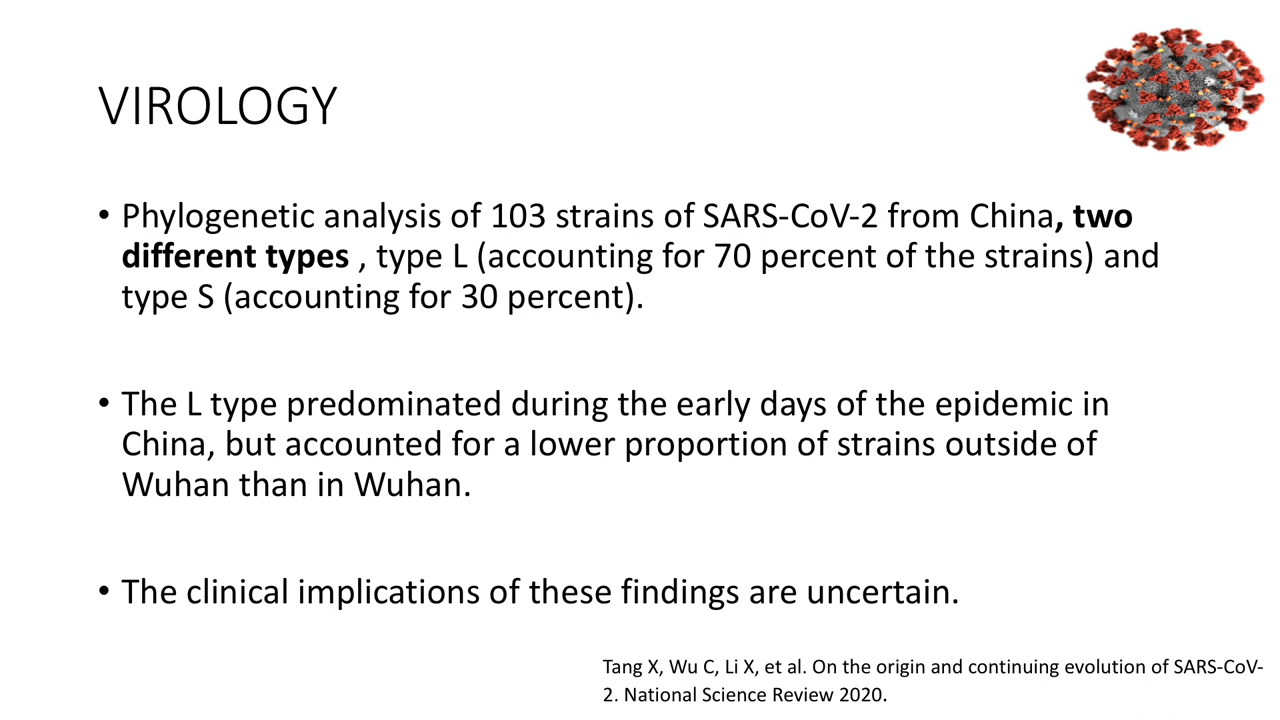 VIROLOGY
• Phylogenetic analysis of 103 strains of SARS-CoV-2 from China, two
different types , type L (accounting for 70 percent of the strains) and
type S (accounting for 30 percent).
• The L type predominated during the early days of the epidemic in
China, but accounted for a lower proportion of strains outside of
Wuhan than in Wuhan.
• The clinical implications of these findings are uncertain.
Tang X, Wu C, Li X, et al. On the origin and continuing evolution of SARS-CoV-
2. National Science Review 2020.